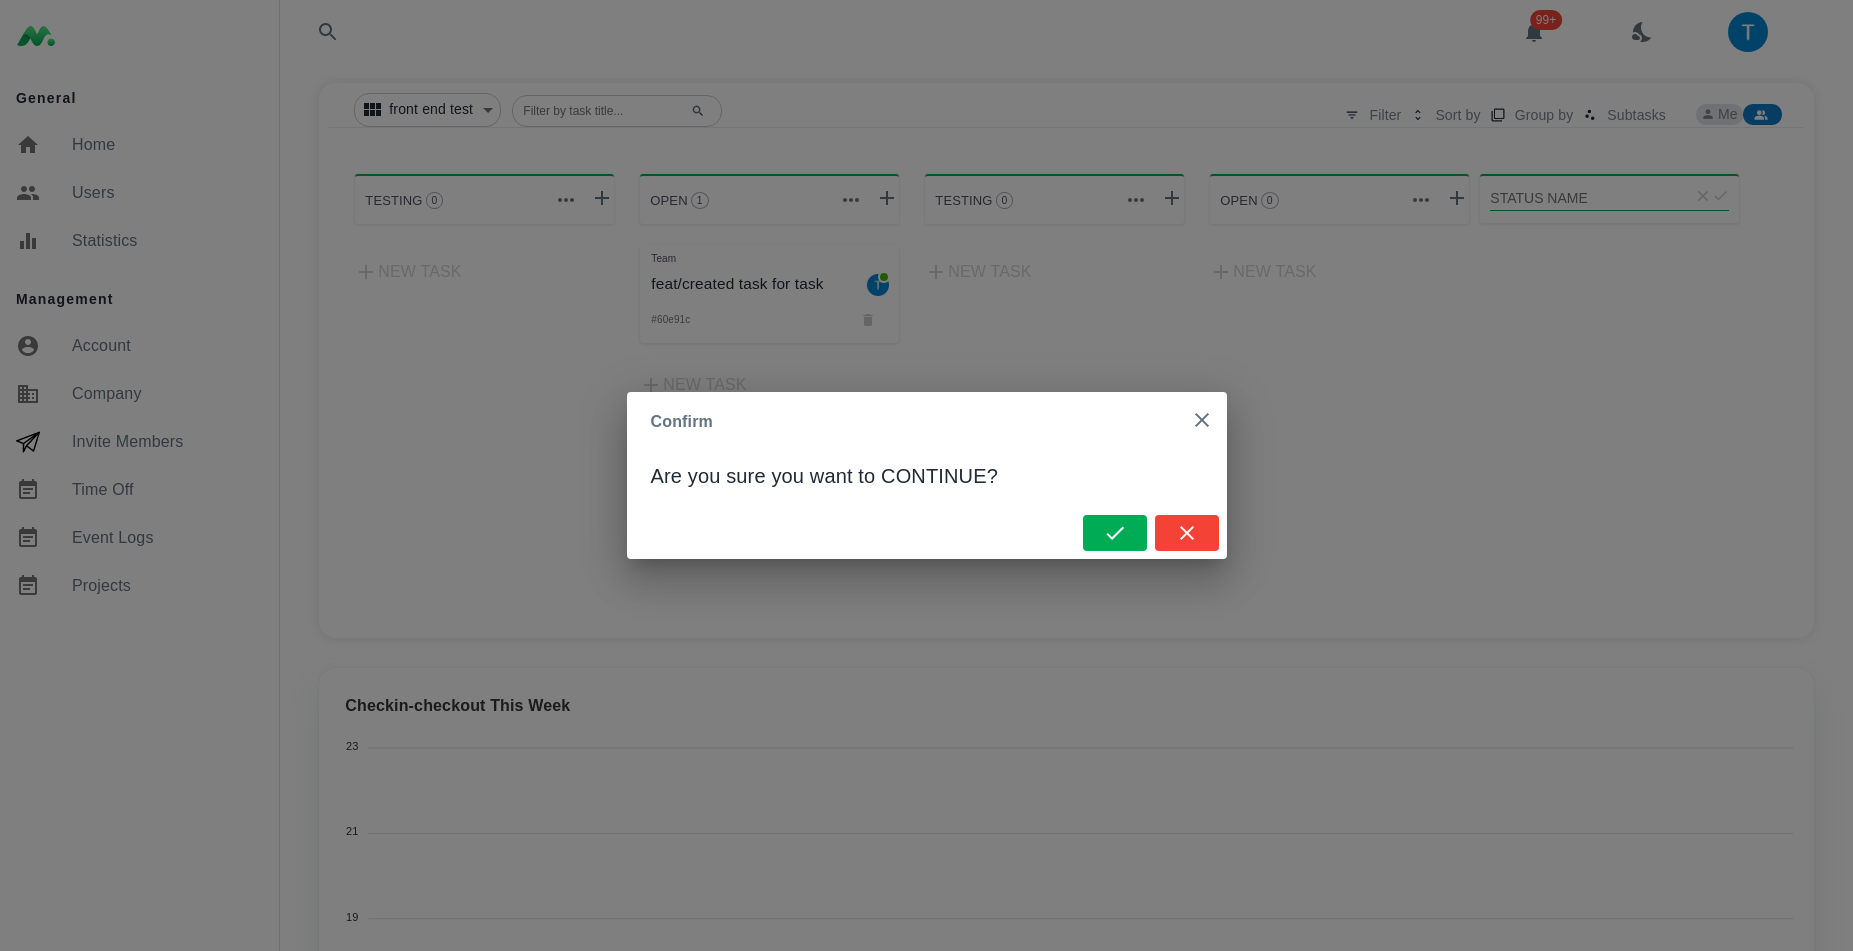 General
Home
Users
Statistics
Management
Account
Company
Invite Members
Time Off
Event Logs
Projects
99+
T
front end test
Filter by task title...
Filter
Sort by
Group by
Subtasks
Me
TESTING 0
OPEN 1
TESTING 0
OPEN 0
STATUS NAME
NEW TASK
Team
feat/created task for task
T
#60e91c
NEW TASK
NEW TASK
NEW TASK
Confirm
Are you sure you want to CONTINUE?
Checkin-checkout This Week
23
21
19